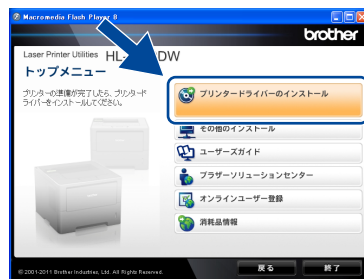 Macromedia Flash Player 8
brother
Laser Printer Utilities HL- DW
トップメニュー
プリンターの準備が完了したら、プリンタード
ライバーをインストールしてください。
プリンタードライバーのインストール
その他のインストール
ユーザーズガイド
ブラザーソリューションセンター
オンラインユーザー登録
消耗品情報
© 2001-2011 Brother Industries, Ltd. All Rights Reserved.
戻る
終了